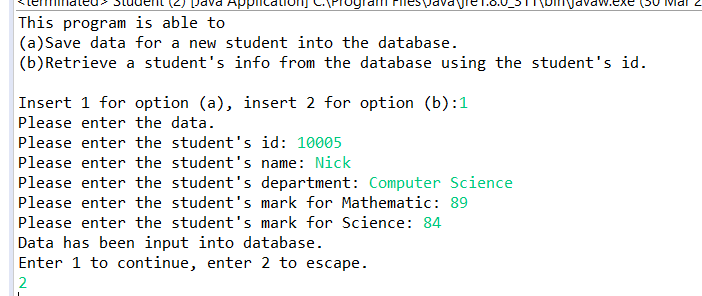 <terminated> Student (2) [Java Application] C:\Program Files\Java\jre1.8.0_311\bin\javaw.exe (30 Mar 2
This program is able to
(a)Save data for a new student into the database.
(b)Retrieve a student's info from the database using the student's id.
Insert 1 for option (a), insert 2 for option (b):1
Please enter the data.
Please enter the student's id: 10005
Please enter the student's name: Nick
Please enter the student's department: Computer Science
Please enter the student's mark for Mathematic: 89
Please enter the student's mark for Science: 84
Data has been input into database.
Enter 1 to continue, enter 2 to escape.
2